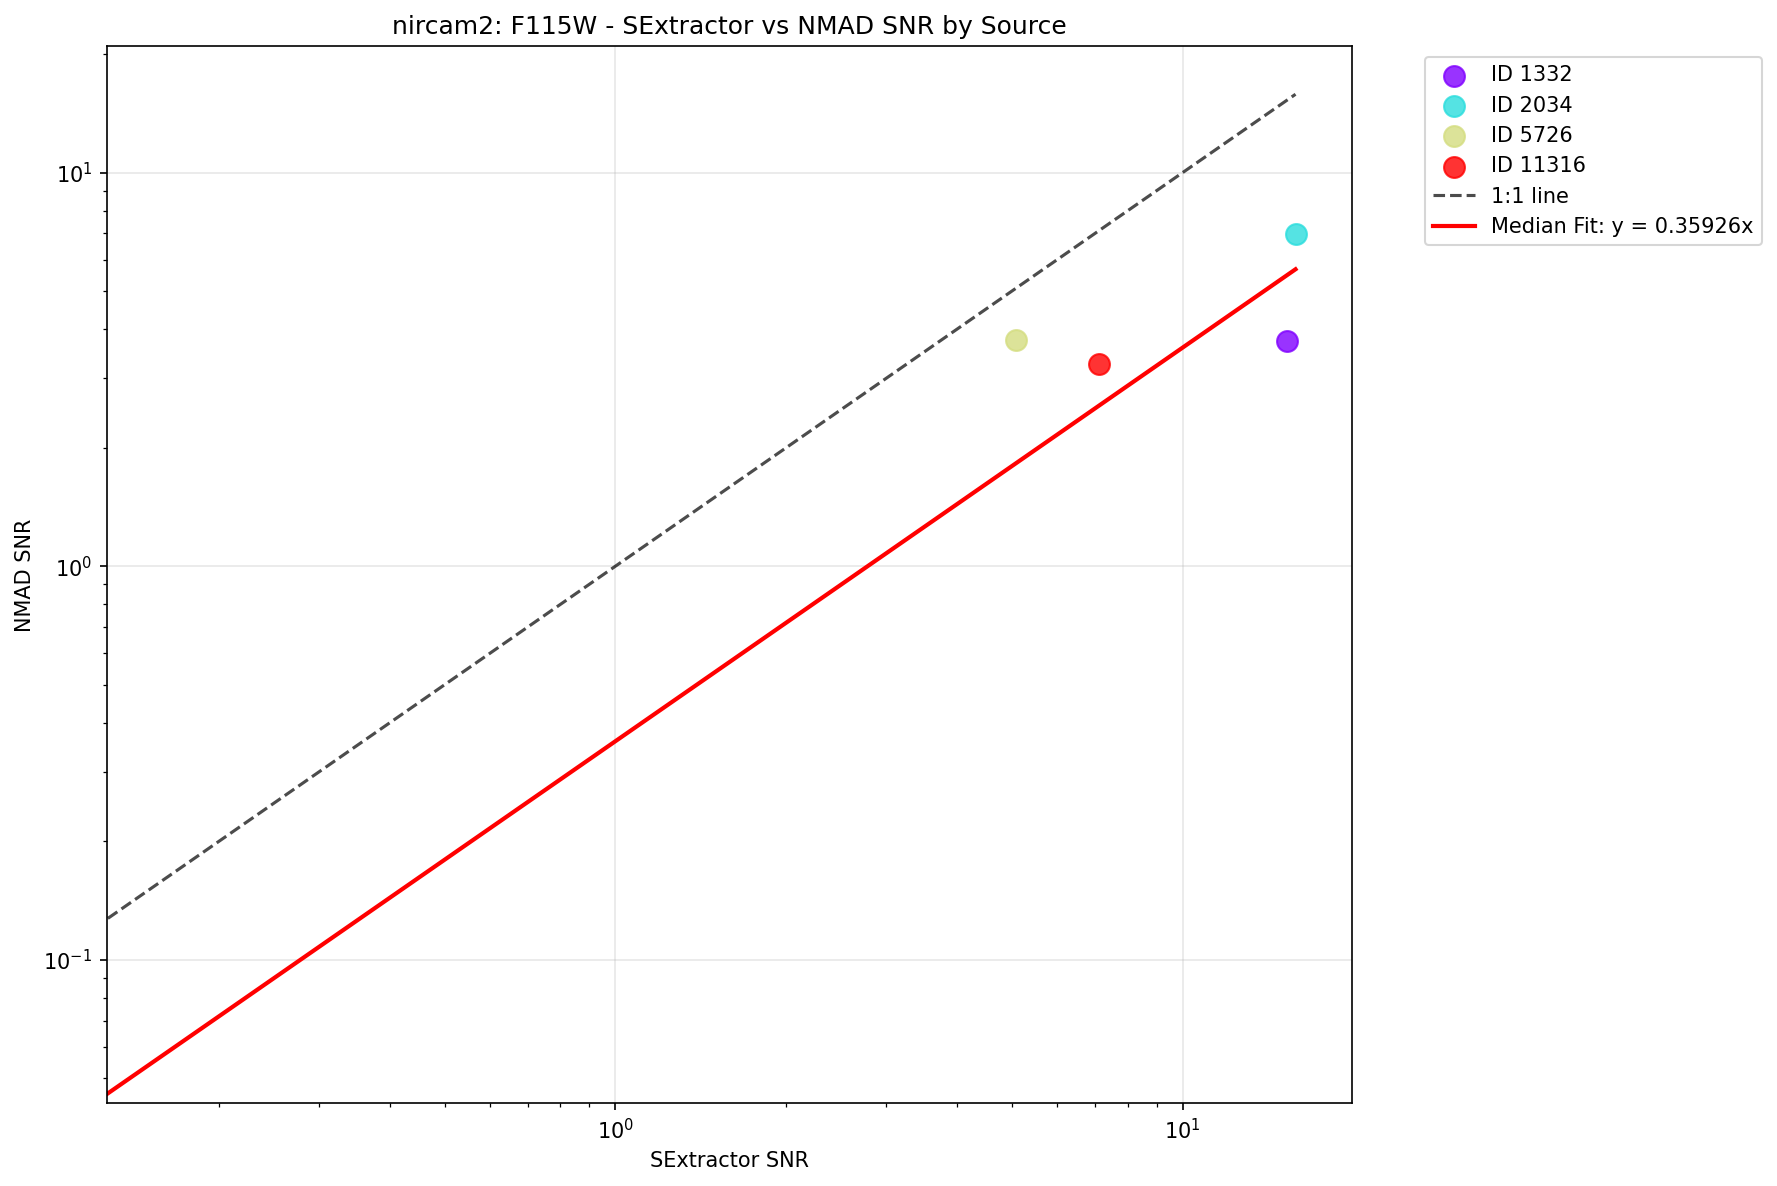 nircam2: F115W - SExtractor vs NMAD SNR by Source
ID 1332
ID 2034
ID 5726
ID 11316
1:1 line
Median Fit: y = 0.35926x
NMAD SNR
10¹
10⁰
10⁻¹
10⁰
10¹
SExtractor SNR